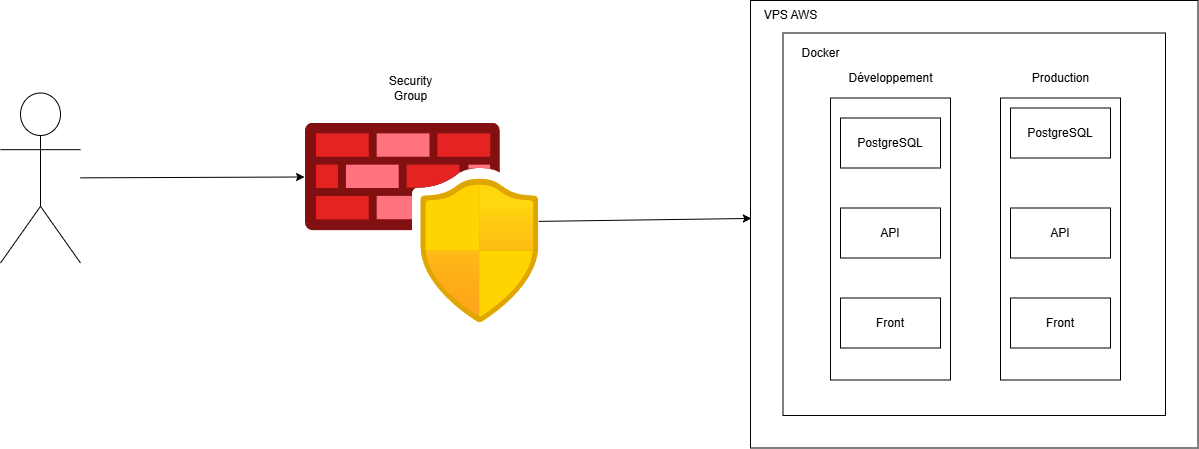 VPS AWS
Docker
Security
Group
Développement
Production
PostgreSQL
PostgreSQL
API
API
Front
Front